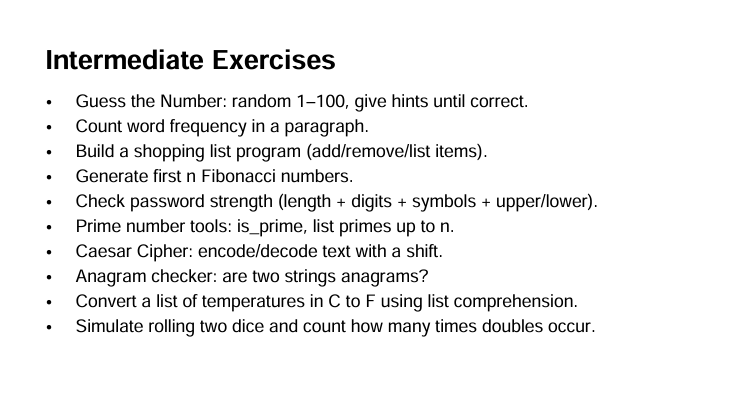 Intermediate Exercises
• Guess the Number: random 1–100, give hints until correct.
• Count word frequency in a paragraph.
• Build a shopping list program (add/remove/list items).
• Generate first n Fibonacci numbers.
• Check password strength (length + digits + symbols + upper/lower).
• Prime number tools: is_prime, list primes up to n.
• Caesar Cipher: encode/decode text with a shift.
• Anagram checker: are two strings anagrams?
• Convert a list of temperatures in C to F using list comprehension.
• Simulate rolling two dice and count how many times doubles occur.